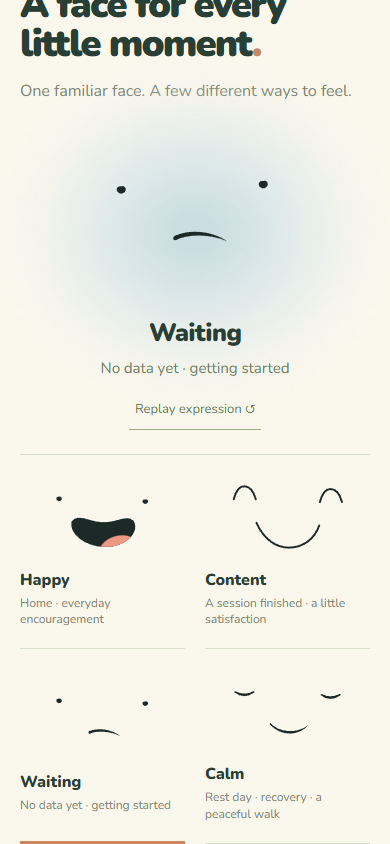 A face for every
little moment.
One familiar face. A few different ways to feel.
Waiting
No data yet · getting started
Replay expression ↺
Happy
Home · everyday
encouragement
Content
A session finished · a little
satisfaction
Waiting
No data yet · getting started
Calm
Rest day · recovery · a
peaceful walk